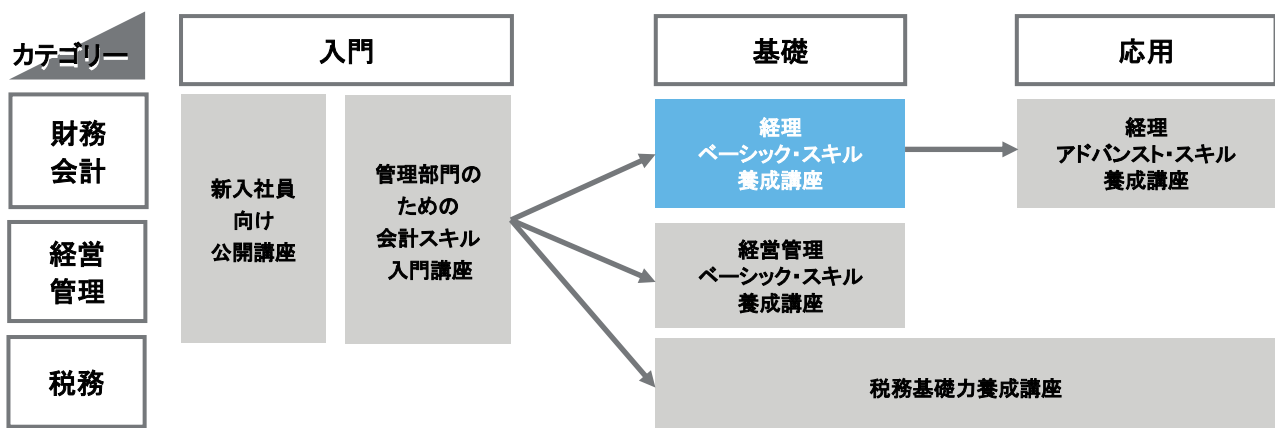 カテゴリー
入門
基礎
応用
財務
会計
経営
管理
税務
新入社員
向け
公開講座
管理部門の
ための
会計スキル
入門講座
経理
ベーシック・スキル
養成講座
経理
アドバンスト・スキル
養成講座
経営管理
ベーシック・スキル
養成講座
税務基礎力養成講座